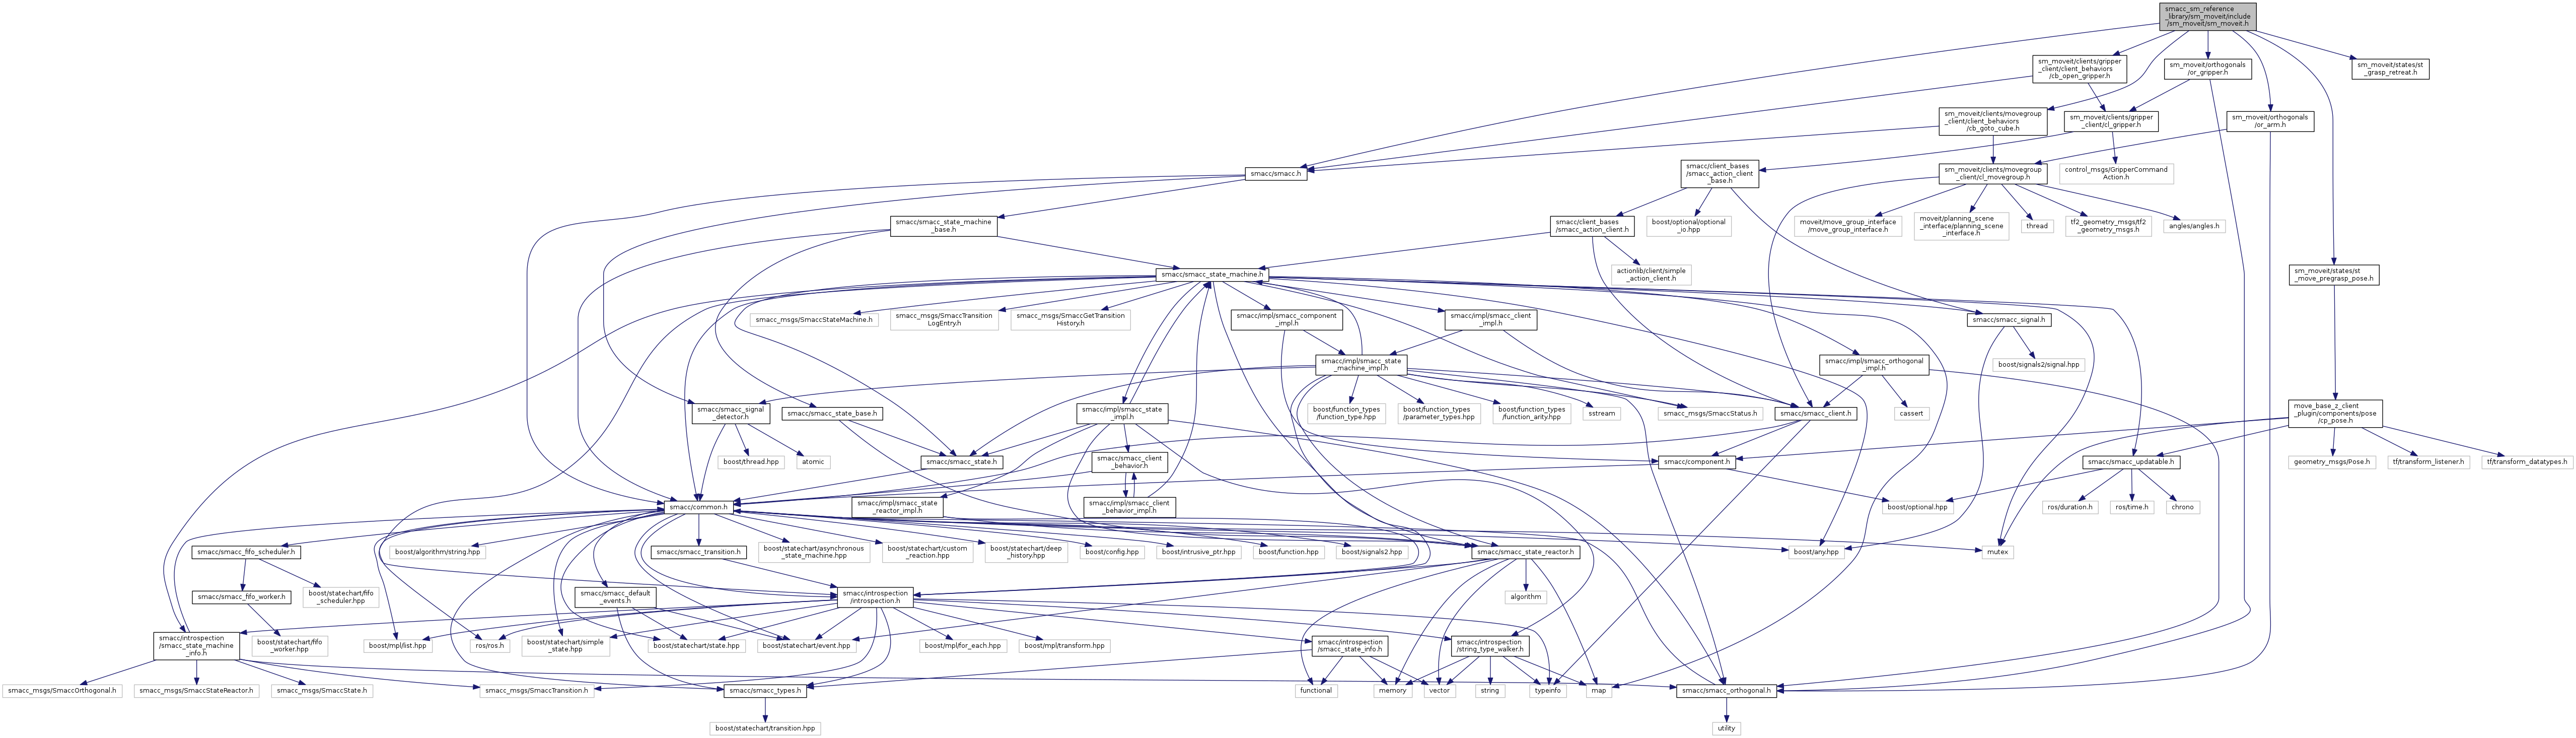 smacc_sm_reference
_library/sm_moveit/include
/sm_moveit/sm_moveit.h
sm_moveit/clients/gripper
_client/client_behaviors
/cb_open_gripper.h
sm_moveit/orthogonals
/or_gripper.h
sm_moveit/states/st
_grasp_retreat.h
sm_moveit/clients/movegroup
_client/client_behaviors
/cb_goto_cube.h
sm_moveit/clients/gripper
_client/cl_gripper.h
sm_moveit/orthogonals
/or_arm.h
smacc/smacc.h
smacc/client_bases
/smacc_action_client
_base.h
sm_moveit/clients/movegroup
_client/cl_movegroup.h
control_msgs/GripperCommand
Action.h
smacc/smacc_state_machine
_base.h
smacc/client_bases
/smacc_action_client.h
boost/optional/optional
_io.hpp
moveit/move_group_interface
/move_group_interface.h
moveit/planning_scene
_interface/planning_scene
_interface.h
thread
tf2_geometry_msgs/tf2
_geometry_msgs.h
angles/angles.h
smacc/smacc_state_machine.h
actionlib/client/simple
_action_client.h
sm_moveit/states/st
_move_pregrasp_pose.h
smacc_msgs/SmaccStateMachine.h
smacc_msgs/SmaccTransition
LogEntry.h
smacc_msgs/SmaccGetTransition
History.h
smacc/impl/smacc_component
_impl.h
smacc/impl/smacc_client
_impl.h
smacc/smacc_signal.h
smacc/impl/smacc_state
_machine_impl.h
smacc/impl/smacc_orthogonal
_impl.h
boost/signals2/signal.hpp
smacc/smacc_signal
_detector.h
smacc/smacc_state_base.h
smacc/impl/smacc_state
_impl.h
boost/function_types
/function_type.hpp
boost/function_types
/parameter_types.hpp
boost/function_types
/function_arity.hpp
sstream
smacc_msgs/SmaccStatus.h
smacc/smacc_client.h
cassert
move_base_z_client
_plugin/components/pose
/cp_pose.h
boost/thread.hpp
atomic
smacc/smacc_state.h
smacc/smacc_client
_behavior.h
smacc/component.h
smacc/smacc_updatable.h
geometry_msgs/Pose.h
tf/transform_listener.h
tf/transform_datatypes.h
smacc/common.h
smacc/impl/smacc_state
_reactor_impl.h
smacc/impl/smacc_client
_behavior_impl.h
boost/optional.hpp
ros/duration.h
ros/time.h
chrono
smacc/smacc_fifo_scheduler.h
boost/algorithm/string.hpp
smacc/smacc_transition.h
boost/statechart/asynchronous
_state_machine.hpp
boost/statechart/custom
_reaction.hpp
boost/statechart/deep
_history.hpp
boost/config.hpp
boost/intrusive_ptr.hpp
boost/function.hpp
boost/signals2.hpp
smacc/smacc_state_reactor.h
boost/any.hpp
mutex
smacc/smacc_fifo_worker.h
boost/statechart/fifo
_scheduler.hpp
smacc/smacc_default
_events.h
smacc/introspection
/introspection.h
algorithm
smacc/introspection
/smacc_state_machine
_info.h
boost/statechart/fifo
_worker.hpp
boost/mpl/list.hpp
ros/ros.h
boost/statechart/simple
_state.hpp
boost/statechart/state.hpp
boost/statechart/event.hpp
boost/mpl/for_each.hpp
boost/mpl/transform.hpp
smacc/introspection
/smacc_state_info.h
smacc/introspection
/string_type_walker.h
smacc_msgs/SmaccOrthogonal.h
smacc_msgs/SmaccStateReactor.h
smacc_msgs/SmaccState.h
smacc_msgs/SmaccTransition.h
smacc/smacc_types.h
functional
memory
vector
string
typeinfo
map
smacc/smacc_orthogonal.h
boost/statechart/transition.hpp
utility